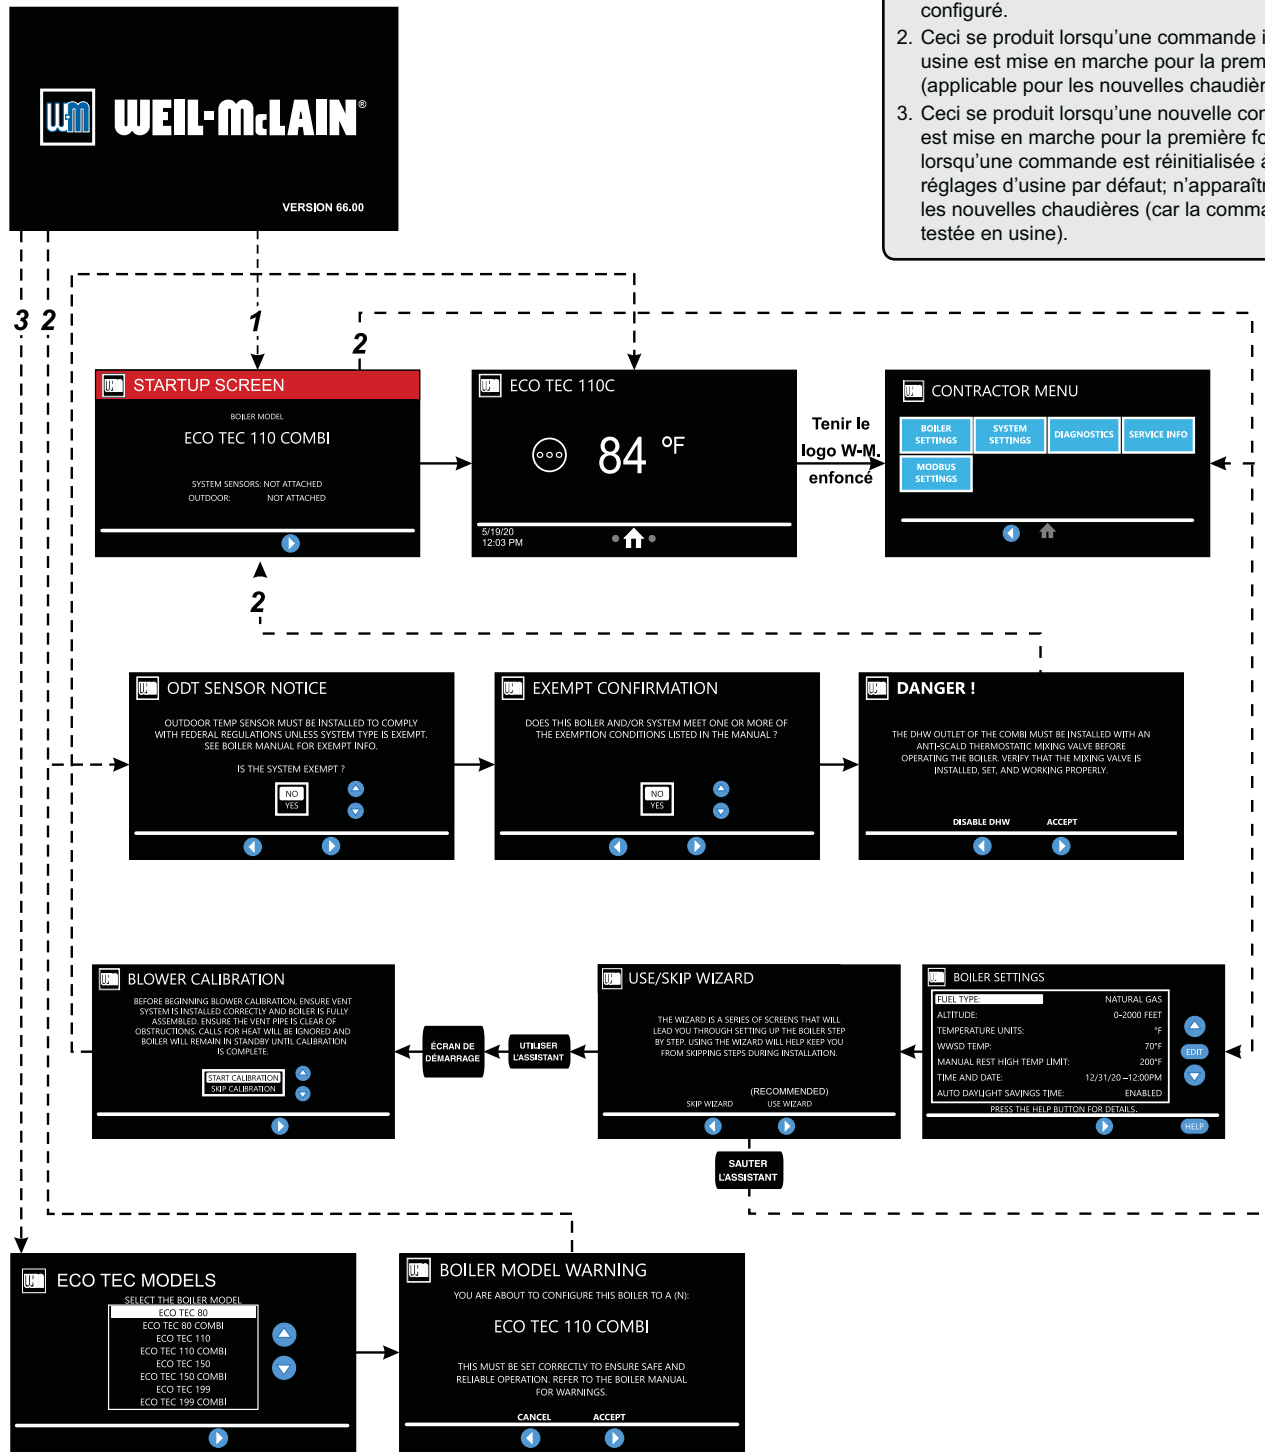 configuré.
2. Ceci se produit lorsqu'une commande
usine est mise en marche pour la
(applicable pour les nouvelles
3. Ceci se produit lorsqu'une nouvelle
est mise en marche pour la première
lorsqu'une commande est réinitialisée
réglages d'usine par défaut;
les nouvelles chaudières (car la
testée en usine).
WM WEIL-McLAIN®
VERSION 66.00
3 2
1
2
STARTUP SCREEN
BOILER MODEL
ECO TEC 110 COMBI
SYSTEM SENSORS: NOT ATTACHED
OUTDOOR: NOT ATTACHED
ECO TEC 110C
84 °F
5/19/20
12:03 PM
Tenir le
logo W-M.
enfoncé
CONTRACTOR MENU
BOILER
SETTINGS
SYSTEM
SETTINGS
DIAGNOSTICS
SERVICE INFO
MODBUS
SETTINGS
2
ODT SENSOR NOTICE
OUTDOOR TEMP SENSOR MUST BE INSTALLED TO COMPLY
WITH FEDERAL REGULATIONS UNLESS SYSTEM TYPE IS EXEMPT.
SEE BOILER MANUAL FOR EXEMPT INFO.
IS THE SYSTEM EXEMPT ?
NO
YES
EXEMPT CONFIRMATION
DOES THIS BOILER AND/OR SYSTEM MEET ONE OR MORE OF
THE EXEMPTION CONDITIONS LISTED IN THE MANUAL ?
NO
YES
DANGER !
THE DHW OUTLET OF THE COMBI MUST BE INSTALLED WITH AN
ANTI-SCALD THERMOSTATIC MIXING VALVE BEFORE
OPERATING THE BOILER. VERIFY THAT THE MIXING VALVE IS
INSTALLED, SET, AND WORKING PROPERLY.
DISABLE DHW ACCEPT
BLOWER CALIBRATION
BEFORE BEGINNING BLOWER CALIBRATION, ENSURE VENT
SYSTEM IS INSTALLED CORRECTLY AND BOILER IS FULLY
ASSEMBLED. ENSURE THE VENT PIPE IS CLEAR OF
OBSTRUCTIONS. CALLS FOR HEAT WILL BE IGNORED AND
BOILER WILL REMAIN IN STANDBY UNTIL CALIBRATION
IS COMPLETE.
START CALIBRATION
SKIP CALIBRATION
ÉCRAN DE
DÉMARRAGE
UTILISER
L'ASSISTANT
USE/SKIP WIZARD
THE WIZARD IS A SERIES OF SCREENS THAT WILL
LEAD YOU THROUGH SETTING UP THE BOILER STEP
BY STEP. USING THE WIZARD WILL HELP KEEP YOU
FROM SKIPPING STEPS DURING INSTALLATION.
(RECOMMENDED)
SKIP WIZARD USE WIZARD
SAUTER
L'ASSISTANT
BOILER SETTINGS
FUEL TYPE: NATURAL GAS
ALTITUDE: 0-2000 FEET
TEMPERATURE UNITS: °F
WWSD TEMP: 70°F
MANUAL REST HIGH TEMP LIMIT: 200°F
TIME AND DATE: 12/31/20 –12:00PM
AUTO DAYLIGHT SAVINGS TIME: ENABLED
PRESS THE HELP BUTTON FOR DETAILS.
EDIT
HELP
ECO TEC MODELS
SELECT THE BOILER MODEL
ECO TEC 80
ECO TEC 80 COMBI
ECO TEC 110
ECO TEC 110 COMBI
ECO TEC 150
ECO TEC 150 COMBI
ECO TEC 199
ECO TEC 199 COMBI
BOILER MODEL WARNING
YOU ARE ABOUT TO CONFIGURE THIS BOILER TO A (N):
ECO TEC 110 COMBI
THIS MUST BE SET CORRECTLY TO ENSURE SAFE AND
RELIABLE OPERATION. REFER TO THE BOILER MANUAL
FOR WARNINGS.
CANCEL ACCEPT